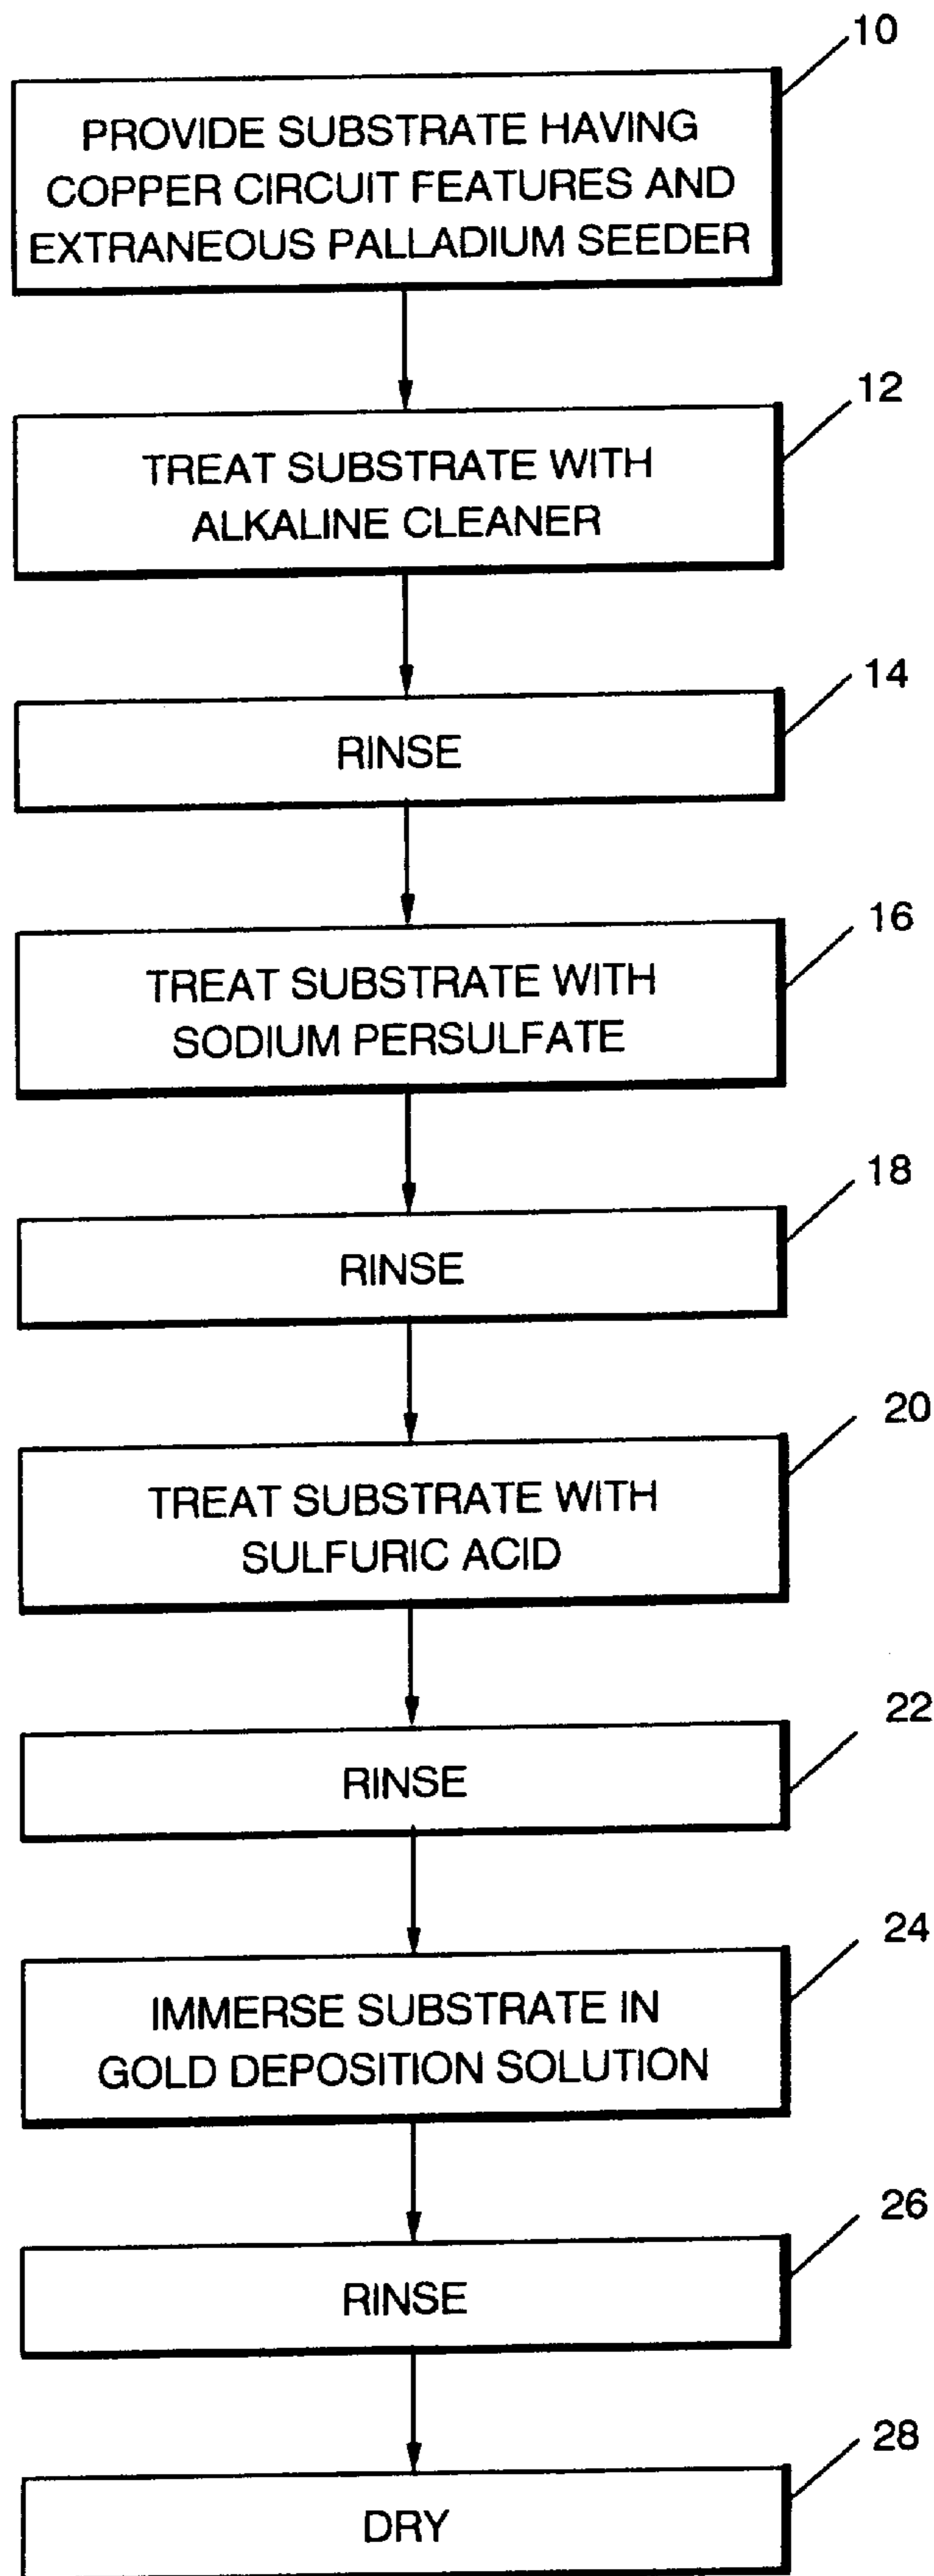 10
PROVIDE SUBSTRATE HAVING
COPPER CIRCUIT FEATURES AND
EXTRANEOUS PALLADIUM SEEDER
12
TREAT SUBSTRATE WITH
ALKALINE CLEANER
14
RINSE
16
TREAT SUBSTRATE WITH
SODIUM PERSULFATE
18
RINSE
20
TREAT SUBSTRATE WITH
SULFURIC ACID
22
RINSE
24
IMMERSE SUBSTRATE IN
GOLD DEPOSITION SOLUTION
26
RINSE
28
DRY